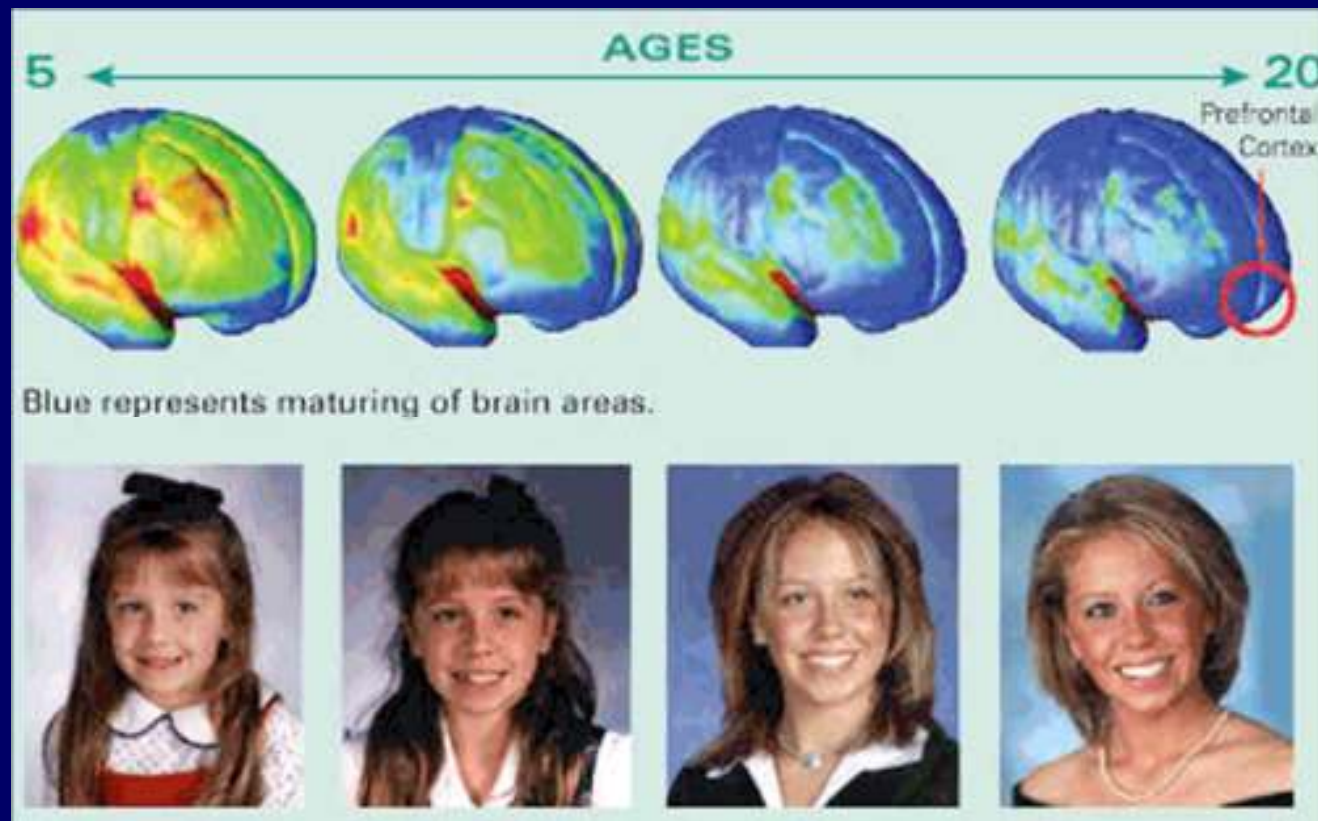 AGES
5 20
Prefrontal
Cortex
Blue represents maturing of brain areas.